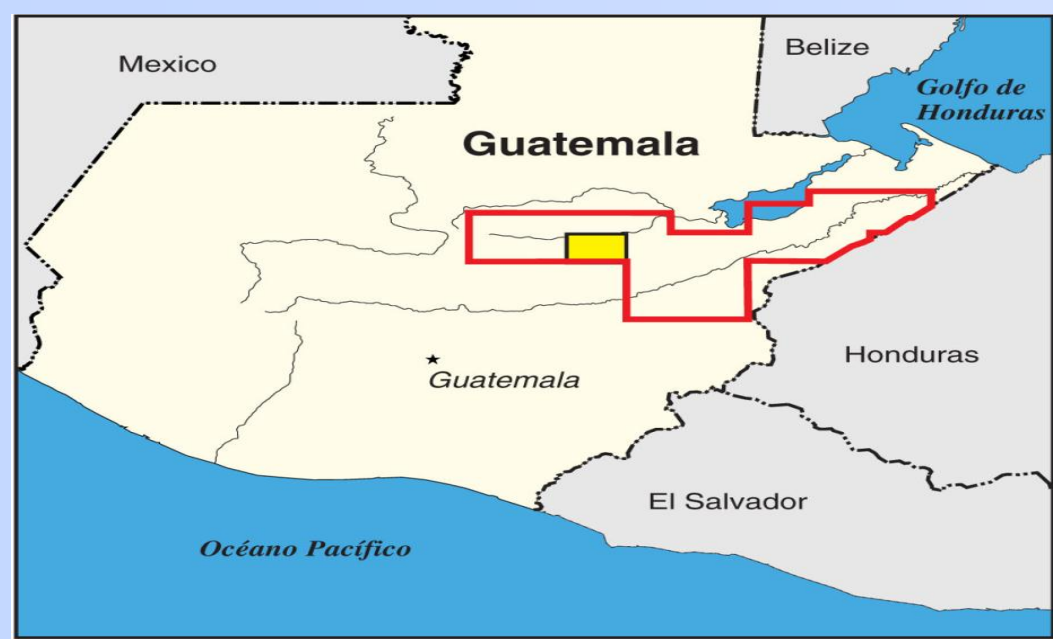 Mexico
Belize
Golfo de
Honduras
Guatemala
Honduras
Guatemala
El Salvador
Océano Pacífico